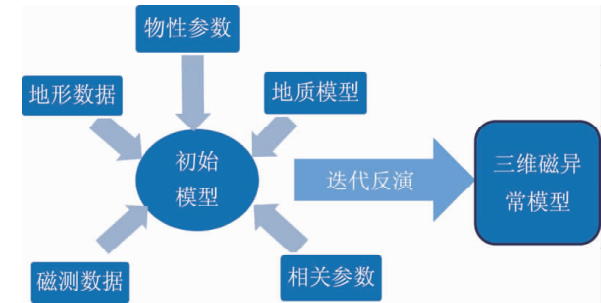 物性参数
地形数据
地质模型
初始
模型
迭代反演
三维磁异
常模型
磁测数据
相关参数